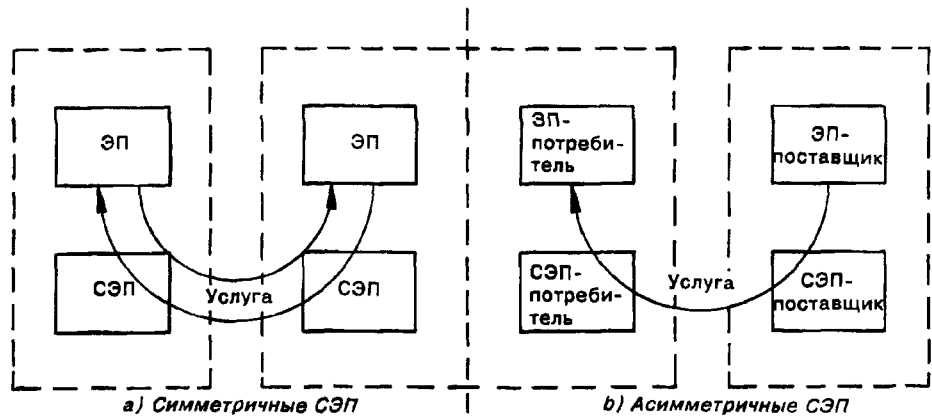 ЭП
ЭП
СЭП
Услуга
СЭП
а) Симметричные СЭП
ЗП-
потреби-
тель
ЭП-
поставщик
СЭП-
потреби-
тель
Услуга
СЭП-
поставщик
b) Асимметричные СЭП